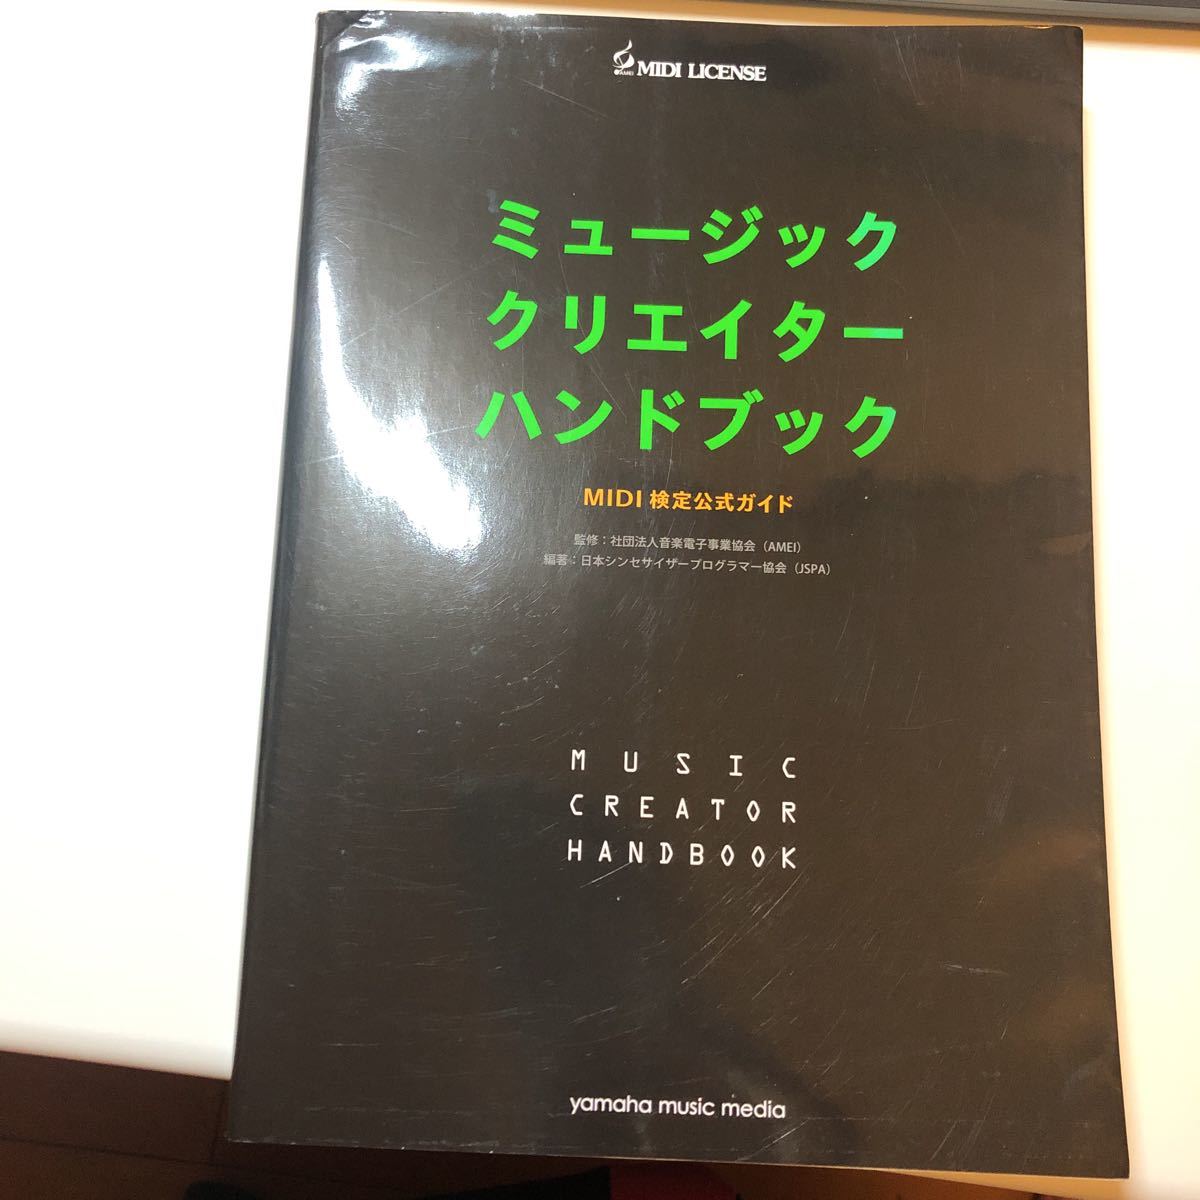 AMEI MIDI LICENSE
ミュージック
クリエイター
ハンドブック
MIDI 検定公式ガイド
監修：社団法人音楽電子事業協会（AMEI）
編著：日本シンセサイザープログラマー協会（JSPA）
MUSIC
CREATOR
HANDBOOK
yamaha music media